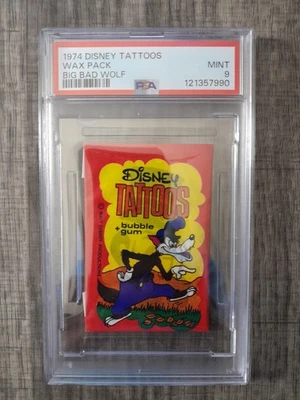 1974 DISNEY TATTOOS
WAX PACK
BIG BAD WOLF
MINT
9
PSA
121357990
DISNEY
TATTOOS
+ bubble
gum